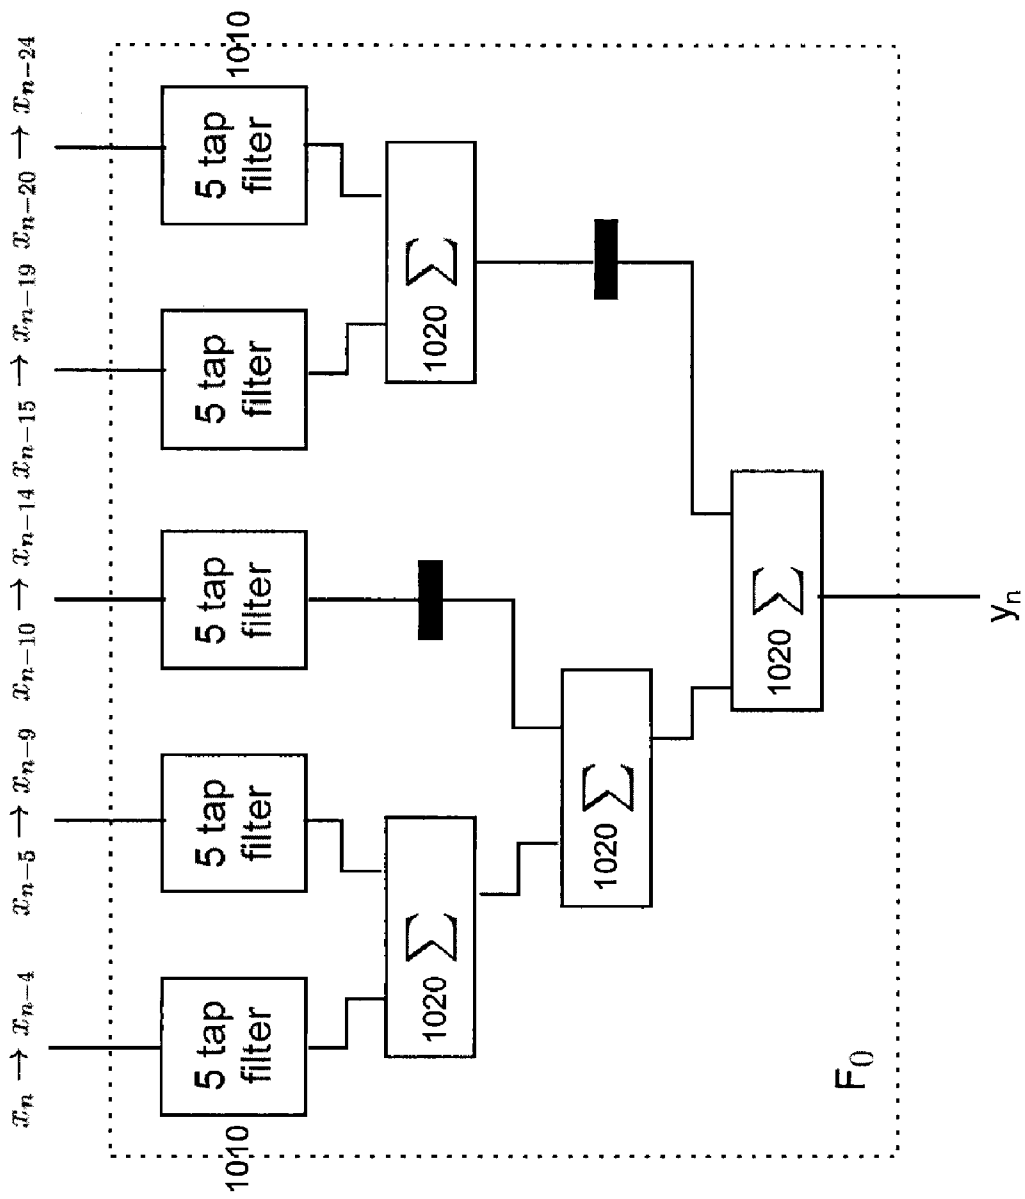 x_n → x_{n-4}
x_{n-5} → x_{n-9}
x_{n-10} → x_{n-14}
x_{n-15} → x_{n-19}
x_{n-20} → x_{n-24}
1010
1010
5 tap
filter
5 tap
filter
5 tap
filter
5 tap
filter
5 tap
filter
1020 Σ
1020 Σ
1020 Σ
1020 Σ
F_0
y_n